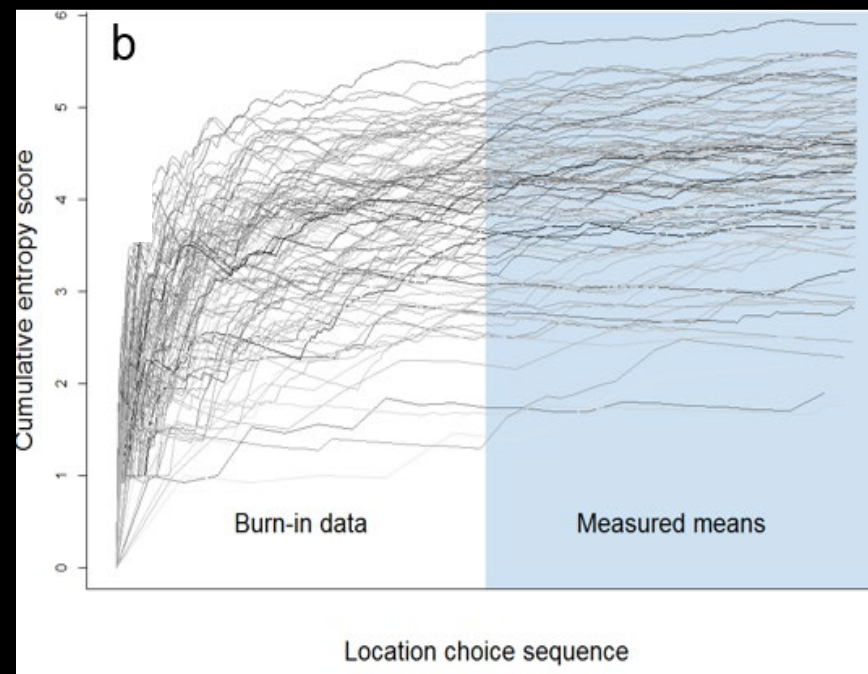 b
Cumulative entropy score
6
5
4
3
2
1
0
Burn-in data
Measured means
Location choice sequence